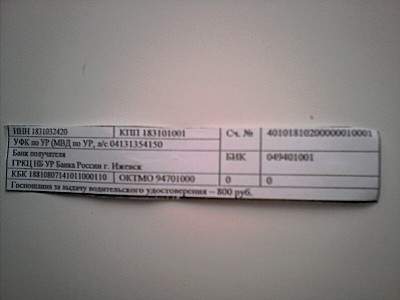 ИНН 1831032420 КПП 183101001 Сч. № 40101810200000010001
УФК по УР (МВД по УР, л/с 04131354150
Банк получателя
ГРКЦ НБ УР Банка России г. Ижевск БИК 049401001
КБК 18810807141011000110 ОКТМО 94701000 0 0
Госпошлина за выдачу водительского удостоверения – 800 руб.